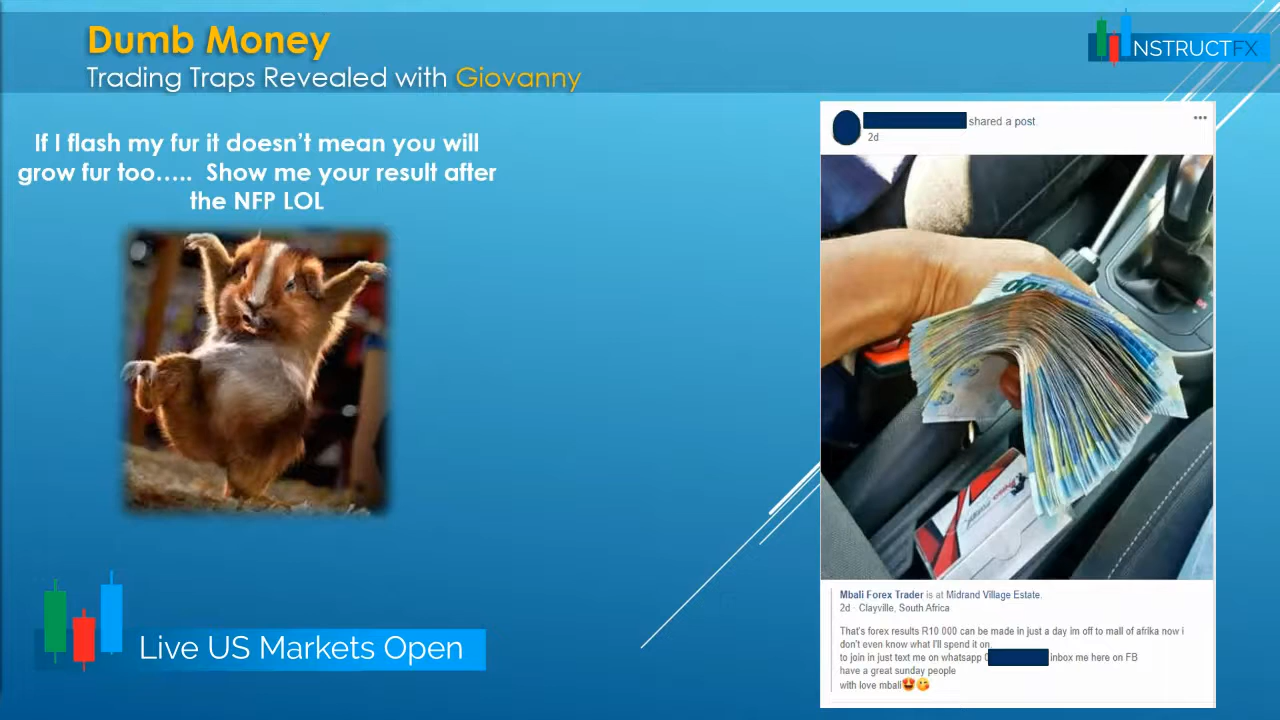 Dumb Money
Trading Traps Revealed with Giovanny
NSTRUCTFX
If I flash my fur it doesn't mean you will
grow fur too….. Show me your result after
the NFP LOL
shared a post
2d
Mbali Forex Trader is at Midrand Village Estate.
2d · Clayville, South Africa
That's forex results R10 000 can be made in just a day im off to mall of afrika now i
don't even know what I'll spend it on,
to join in just text me on whatsapp 0 inbox me here on FB
have a great sunday people
with love mbali😍😋
Live US Markets Open